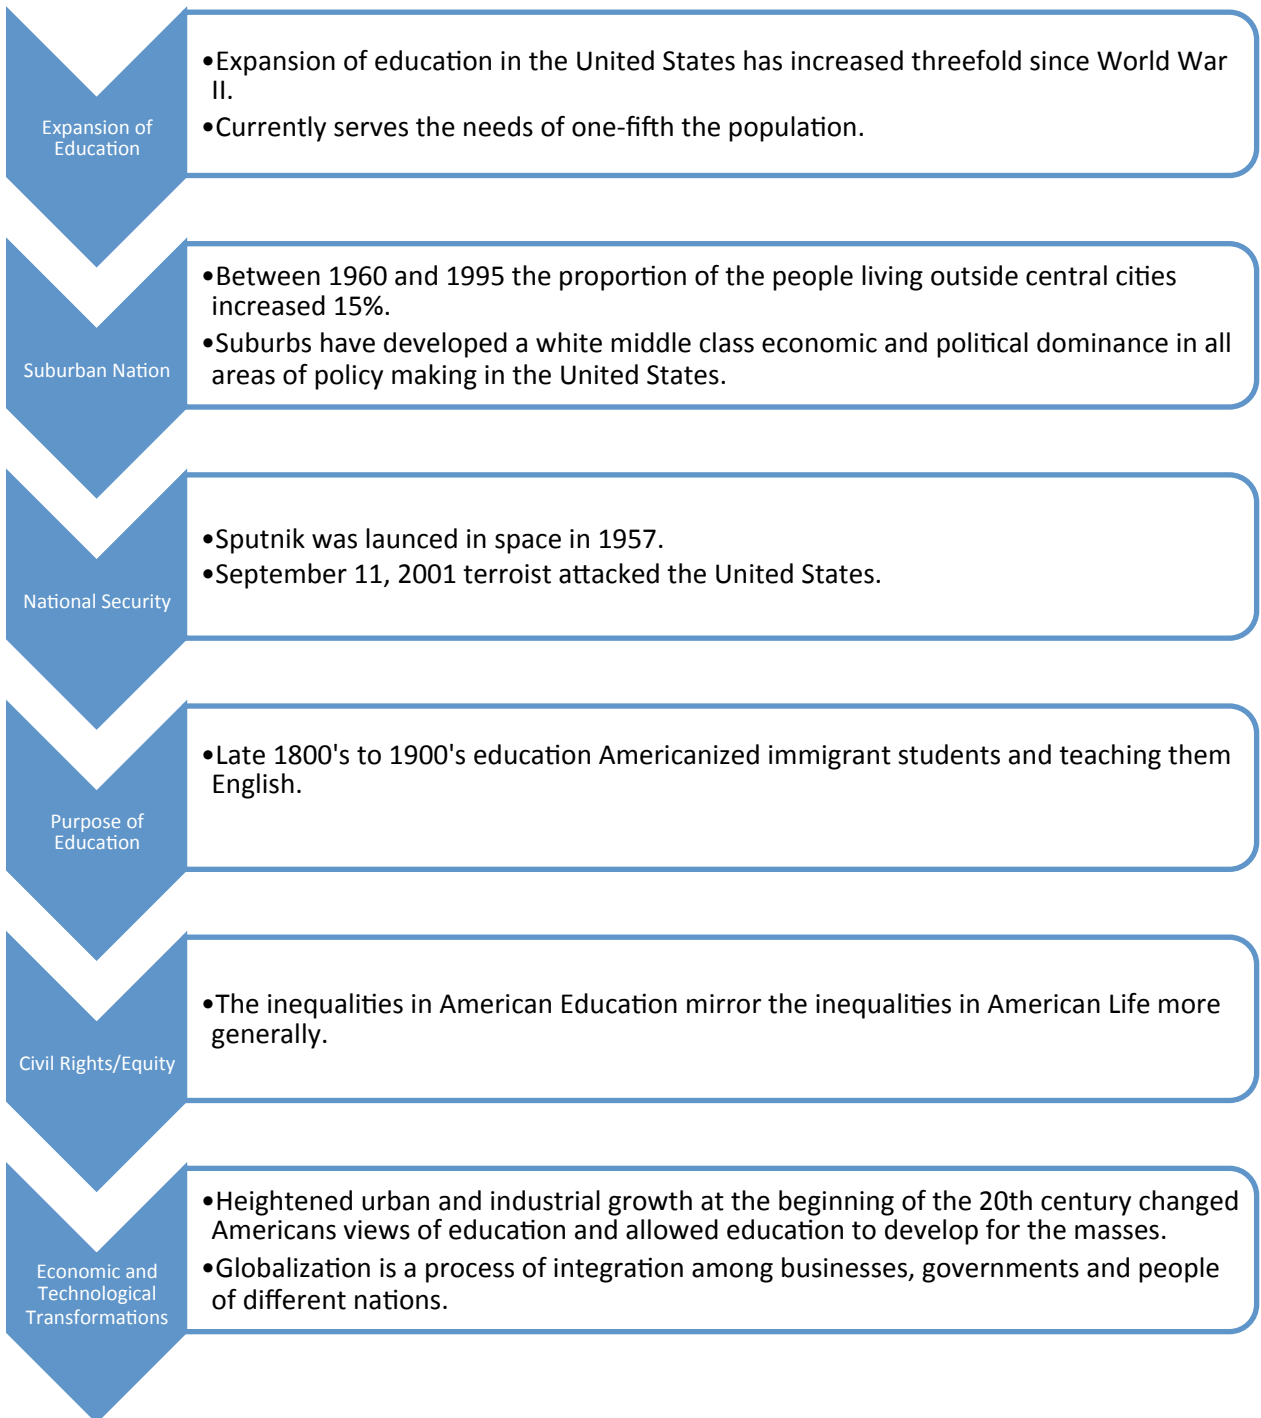 Expansion of
Education
•Expansion of education in the United States has increased threefold since World War
II.
•Currently serves the needs of one-fifth the population.
Suburban Nation
•Between 1960 and 1995 the proportion of the people living outside central cities
increased 15%.
•Suburbs have developed a white middle class economic and political dominance in all
areas of policy making in the United States.
National Security
•Sputnik was launced in space in 1957.
•September 11, 2001 terroist attacked the United States.
Purpose of
Education
•Late 1800's to 1900's education Americanized immigrant students and teaching them
English.
Civil Rights/Equity
•The inequalities in American Education mirror the inequalities in American Life more
generally.
Economic and
Technological
Transformations
•Heightened urban and industrial growth at the beginning of the 20th century changed
Americans views of education and allowed education to develop for the masses.
•Globalization is a process of integration among businesses, governments and people
of different nations.